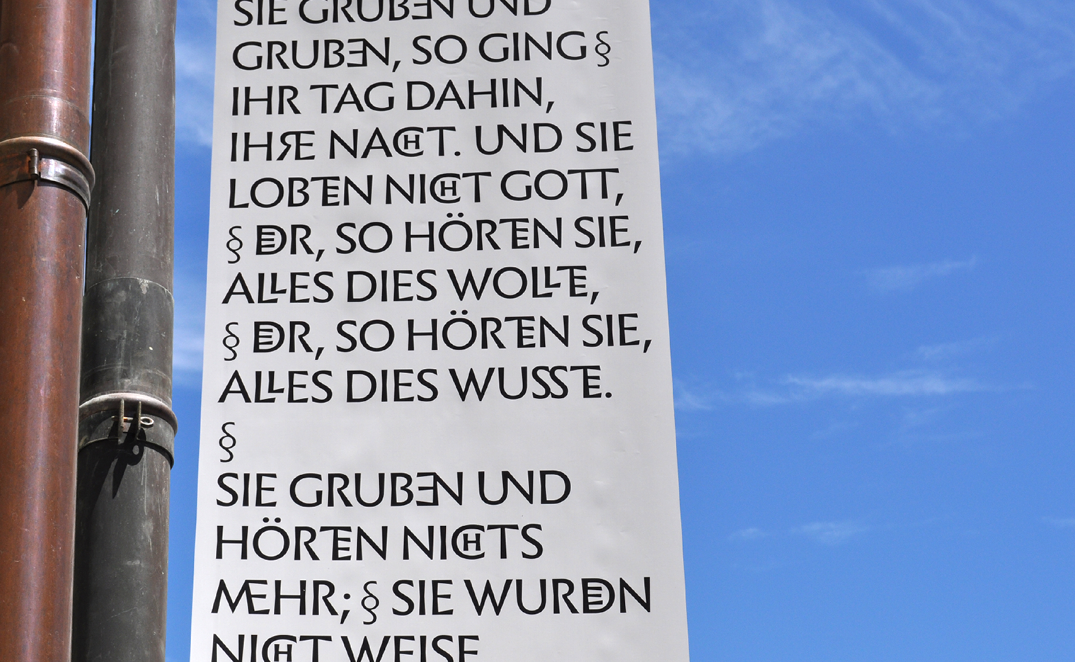 SIE GRUBEN UND
GRUBEN, SO GING §
IHR TAG DAHIN,
IHRE NACHT. UND SIE
LOBTEN NICHT GOTT,
§ DER, SO HÖRTEN SIE,
ALLES DIES WOLLTE,
§ DER, SO HÖRTEN SIE,
ALLES DIES WUSSTE.
§
SIE GRUBEN UND
HÖRTEN NICHTS
MEHR; § SIE WURDEN
NICHT WEISE